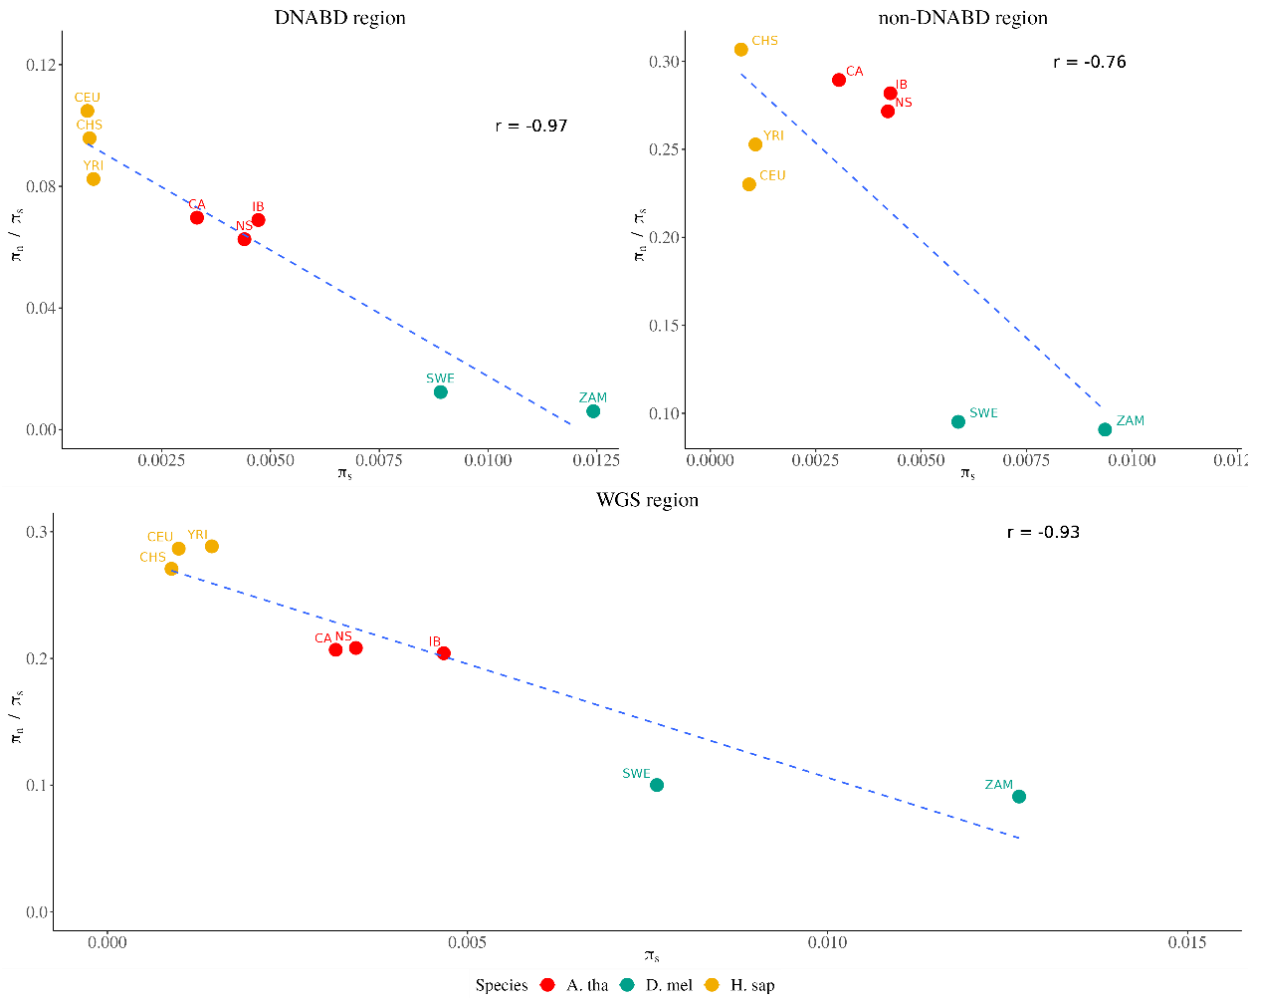 DNABD region
0.12
0.08
0.04
0.00
πn / πs
CEU
CHS
YRI
CA
NS
IB
SWE
ZAM
r = -0.97
0.0025
0.0050
0.0075
0.0100
0.0125
πs
non-DNABD region
0.30
0.25
0.20
0.15
0.10
πn / πs
CHS
YRI
CEU
CA
IB
NS
SWE
ZAM
r = -0.76
0.0000
0.0025
0.0050
0.0075
0.0100
πs
WGS region
0.3
0.2
0.1
0.0
πn / πs
CEU
YRI
CHS
CA
NS
IB
SWE
ZAM
r = -0.93
0.000
0.005
0.010
0.015
πs
Species A. tha D. mel H. sap